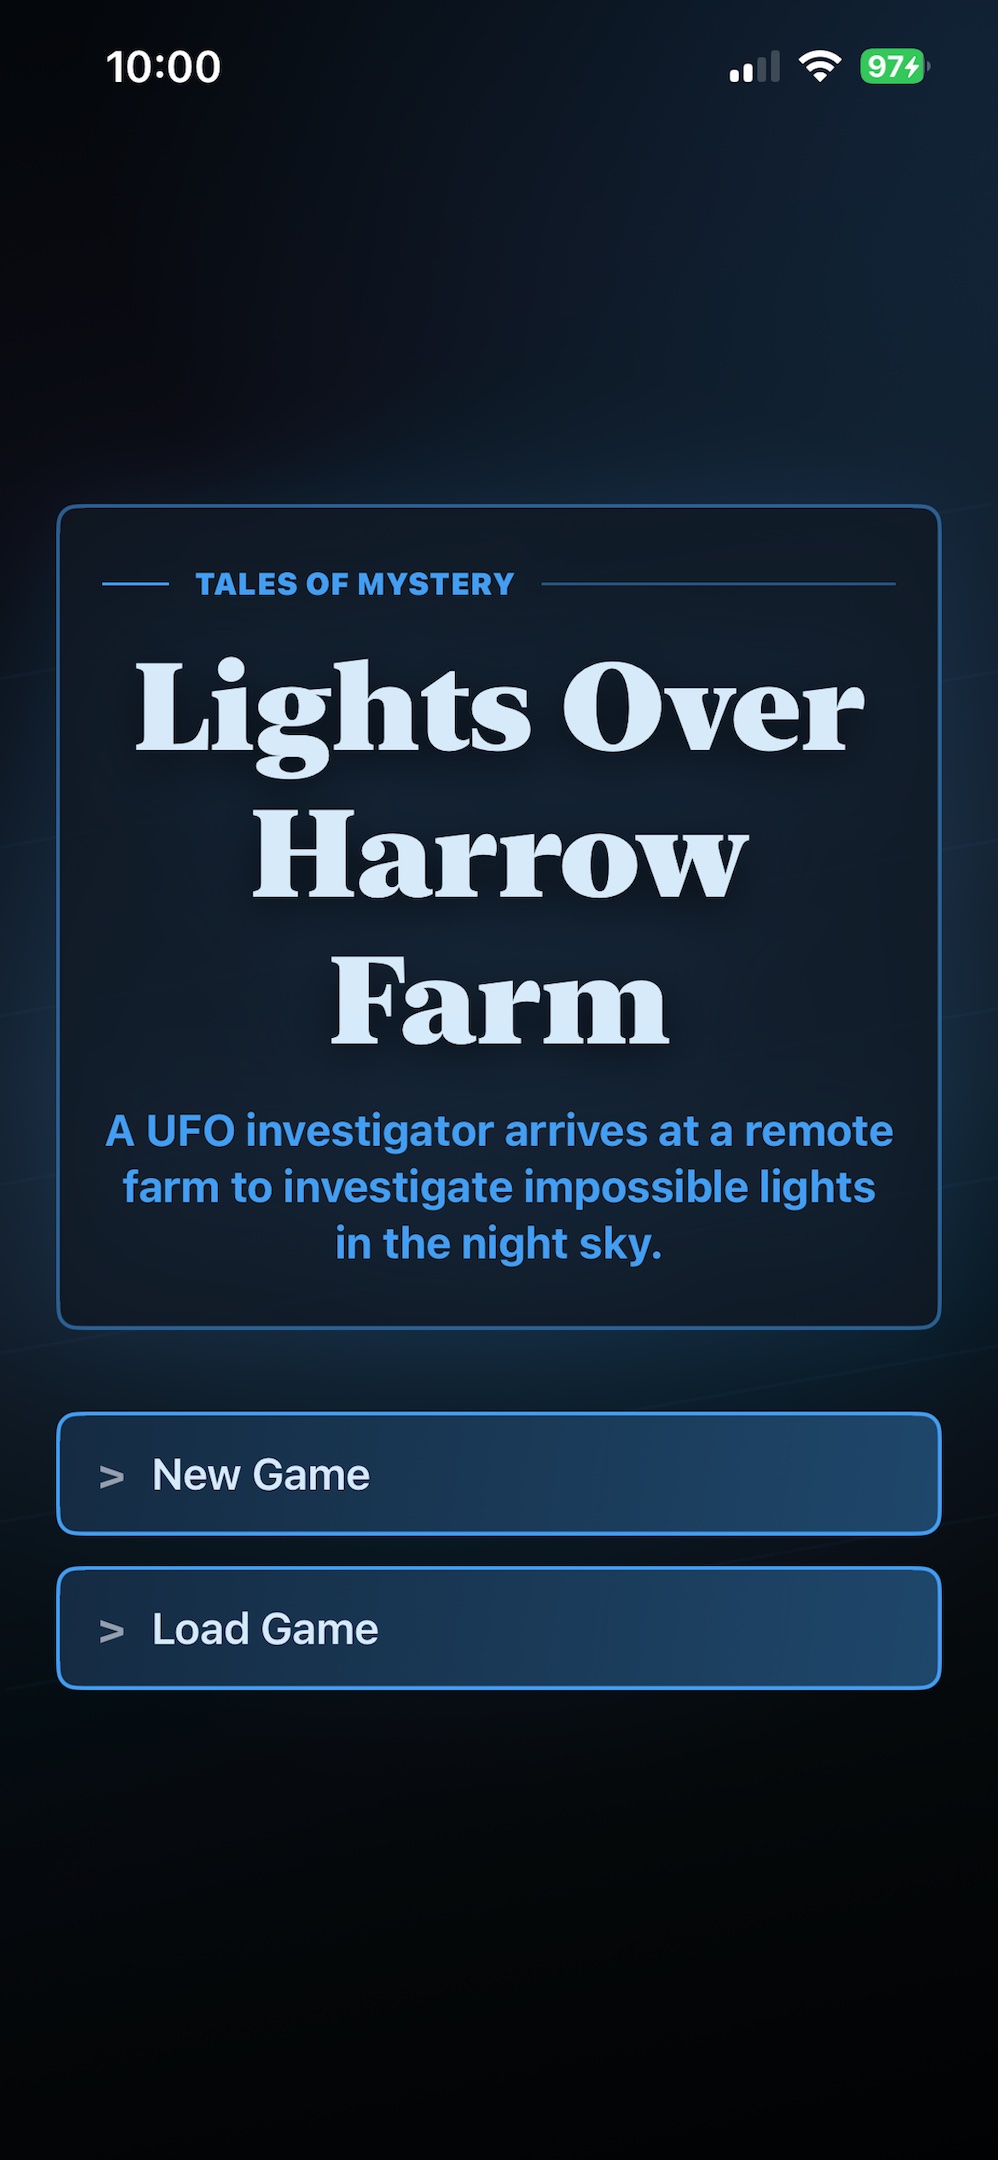 10:00
97
TALES OF MYSTERY
Lights Over
Harrow
Farm
A UFO investigator arrives at a remote
farm to investigate impossible lights
in the night sky.
> New Game
> Load Game